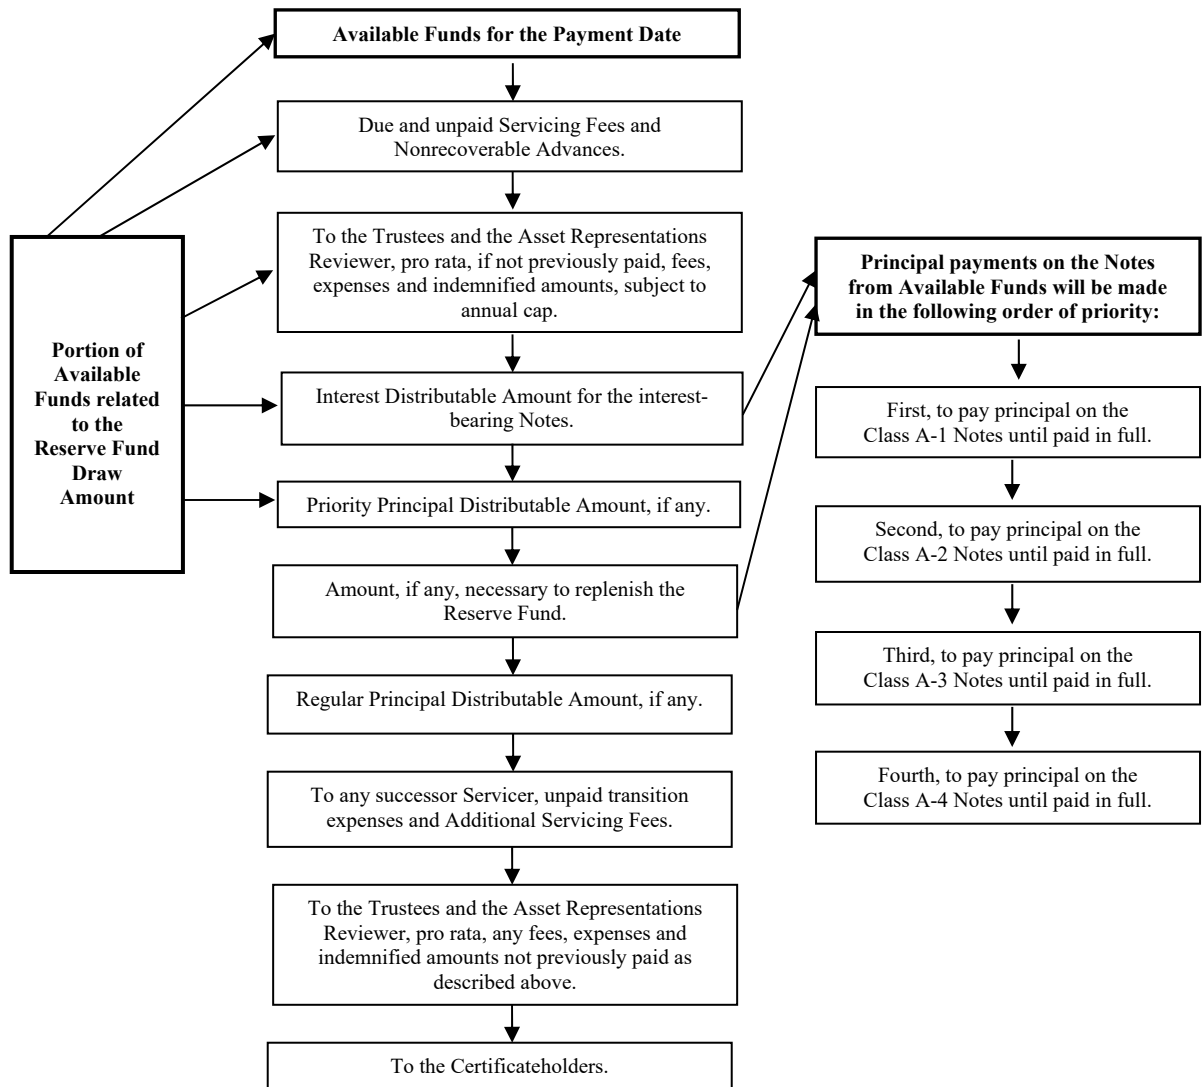 Available Funds for the Payment Date
Due and unpaid Servicing Fees and
Nonrecoverable Advances.
To the Trustees and the Asset Representations
Reviewer, pro rata, if not previously paid, fees,
expenses and indemnified amounts, subject to
annual cap.
Interest Distributable Amount for the interest-
bearing Notes.
Priority Principal Distributable Amount, if any.
Amount, if any, necessary to replenish the
Reserve Fund.
Regular Principal Distributable Amount, if any.
To any successor Servicer, unpaid transition
expenses and Additional Servicing Fees.
To the Trustees and the Asset Representations
Reviewer, pro rata, any fees, expenses and
indemnified amounts not previously paid as
described above.
To the Certificateholders.
Portion of
Available
Funds related
to the
Reserve Fund
Draw
Amount
Principal payments on the Notes
from Available Funds will be made
in the following order of priority:
First, to pay principal on the
Class A-1 Notes until paid in full.
Second, to pay principal on the
Class A-2 Notes until paid in full.
Third, to pay principal on the
Class A-3 Notes until paid in full.
Fourth, to pay principal on the
Class A-4 Notes until paid in full.